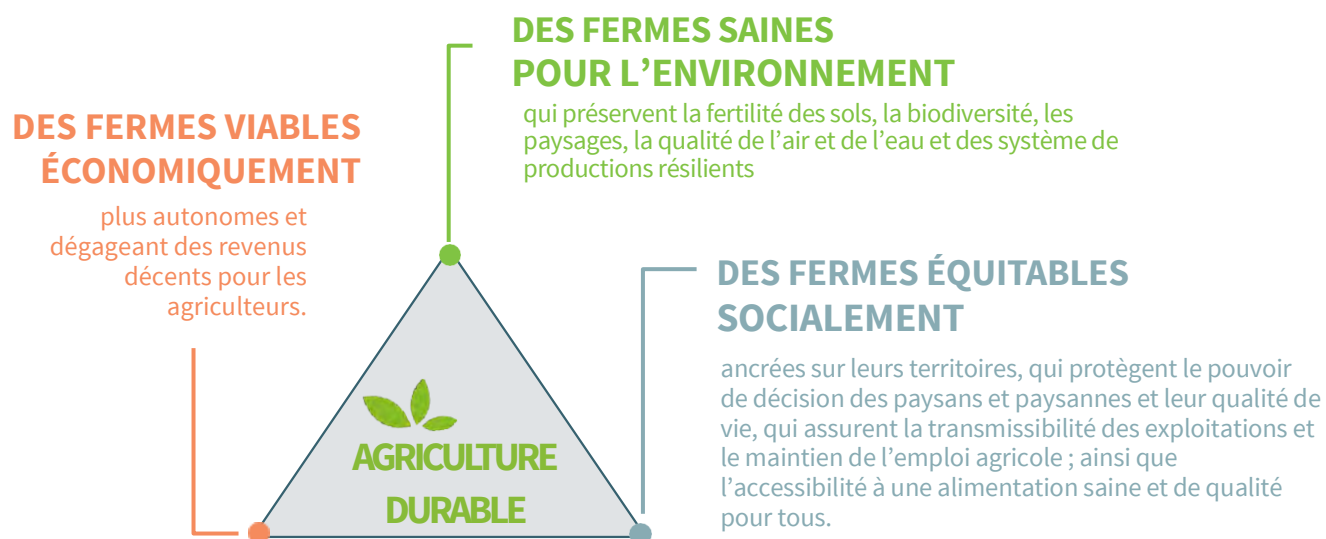 DES FERMES SAINES
POUR L’ENVIRONNEMENT
qui préservent la fertilité des sols, la biodiversité, les
paysages, la qualité de l’air et de l’eau et des système de
productions résilients
DES FERMES VIABLES
ÉCONOMIQUEMENT
plus autonomes et
dégageant des revenus
décents pour les
agriculteurs.
DES FERMES ÉQUITABLES
SOCIALEMENT
ancrées sur leurs territoires, qui protègent le pouvoir
de décision des paysans et paysannes et leur qualité de
vie, qui assurent la transmissibilité des exploitations et
le maintien de l’emploi agricole ; ainsi que
l’accessibilité à une alimentation saine et de qualité
pour tous.
AGRICULTURE
DURABLE